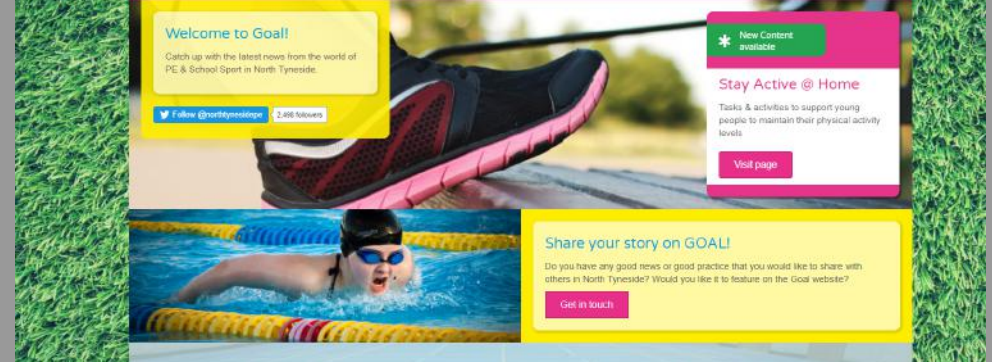 Welcome to Goal!
Catch up with the latest news from the world of
PE & School Sport in North Tyneside.
Follow @northtynesidepe
2,498 followers
New Content
available
Stay Active @ Home
Tasks & activities to support young
people to maintain their physical activity
levels
Visit page
Share your story on GOAL!
Do you have any good news or good practice that you would like to share with
others in North Tyneside? Would you like it to feature on the Goal website?
Get in touch